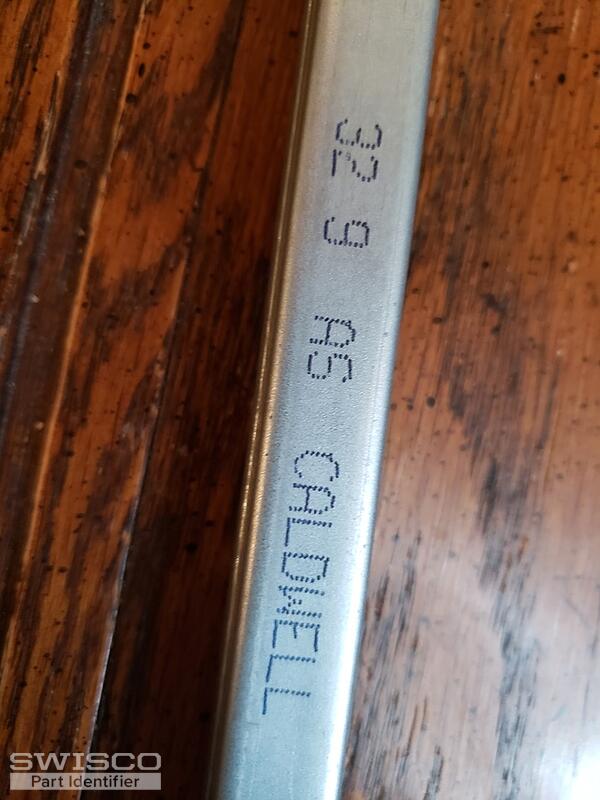 32 9 A5 CALDWELL
SWISCO
Part Identifier